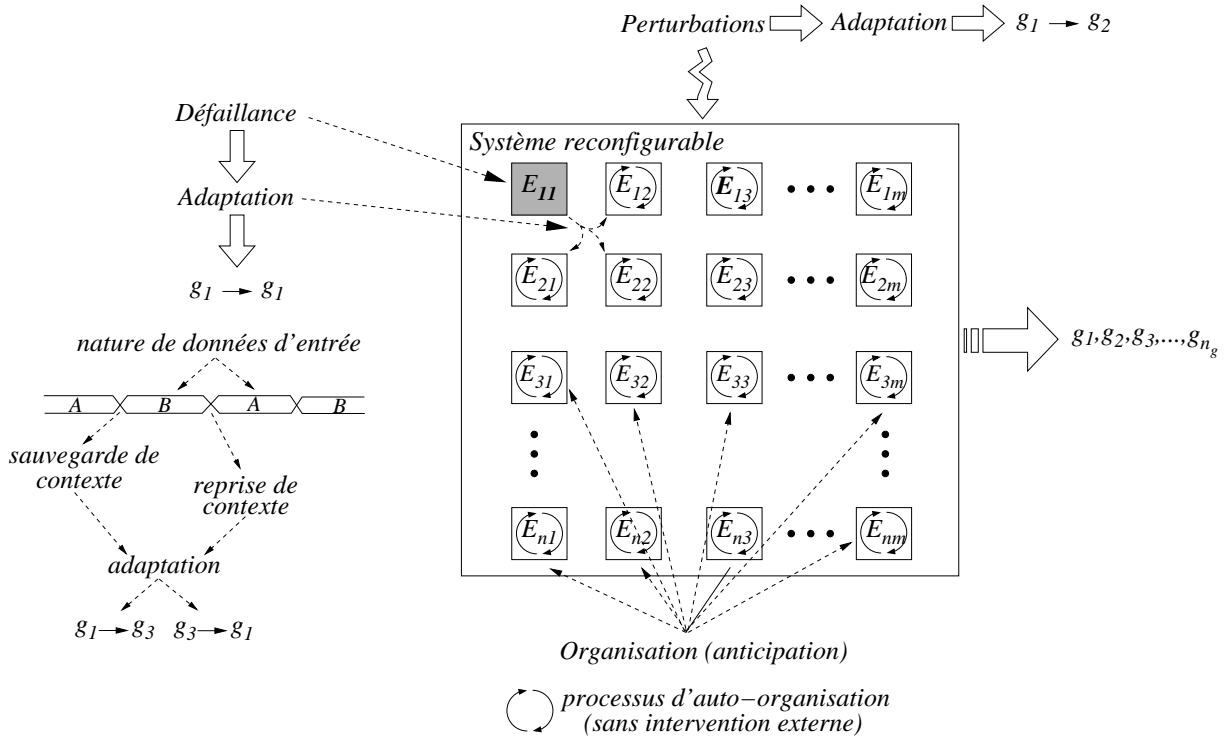 Perturbations Adaptation g1 → g2
Défaillance
Adaptation
g1 → g1
Système reconfigurable
E11 E12 E13 • • • E1m
E21 E22 E23 • • • E2m
E31 E32 E33 • • • E3m
En1 En2 En3 • • • Enm
g1,g2,g3,...,gng
nature de données d'entrée
A B A B
sauvegarde de
contexte
reprise de
contexte
adaptation
g1→g3 g3→g1
Organisation (anticipation)
processus d'auto−organisation
(sans intervention externe)